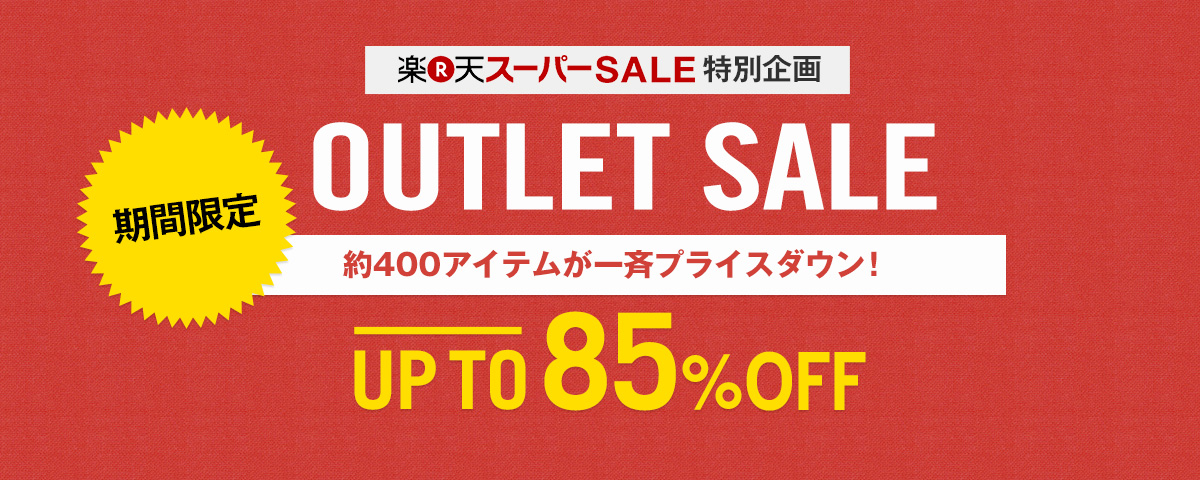 楽R天スーパーSALE 特別企画
OUTLET SALE
期間限定
約400アイテムが一斉プライスダウン！
UP TO 85%OFF